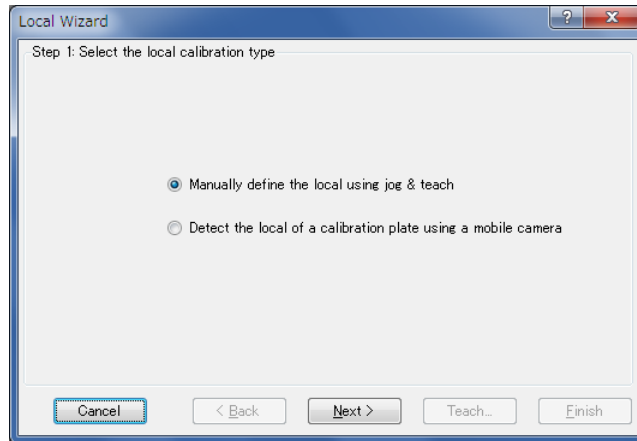 Local Wizard
Step 1: Select the local calibration type
Manually define the local using jog & teach
Detect the local of a calibration plate using a mobile camera
Cancel
< Back
Next >
Teach...
Finish